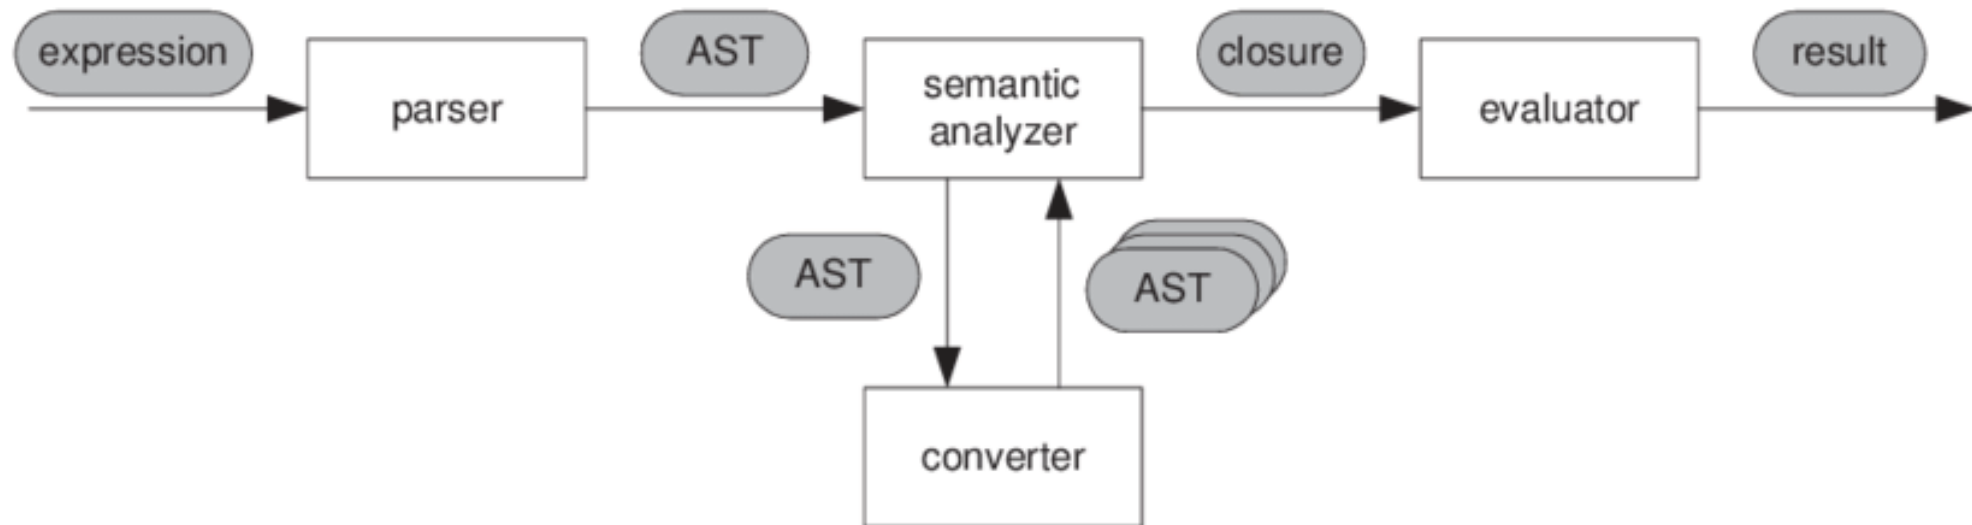 expression
AST
closure
result
parser
semantic
analyzer
evaluator
AST
AST
converter